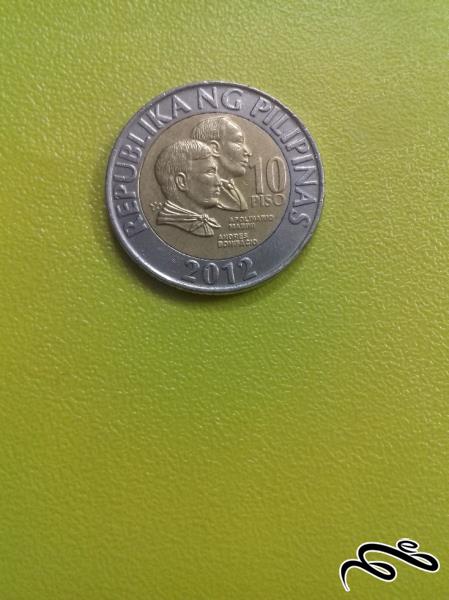 REPUBLIKA NG PILIPINAS
10
PISO
APOLINARIO
MABINI
ANDRES
BONIFACIO
2012